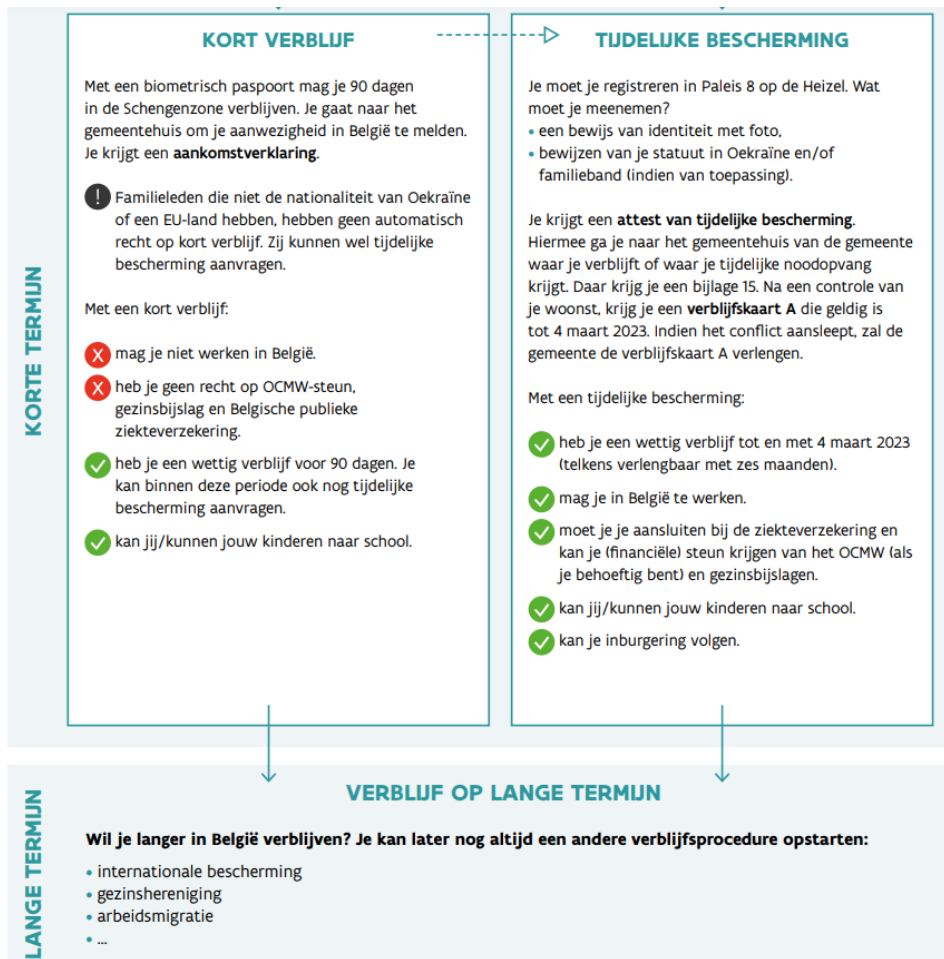 KORTE TERMIJN
KORT VERBLIJF
Met een biometrisch paspoort mag je 90 dagen
in de Schengenzone verblijven. Je gaat naar het
gemeentehuis om je aanwezigheid in België te melden.
Je krijgt een aankomstverklaring.
! Familieleden die niet de nationaliteit van Oekraïne
of een EU-land hebben, hebben geen automatisch
recht op kort verblijf. Zij kunnen wel tijdelijke
bescherming aanvragen.
Met een kort verblijf:
X mag je niet werken in België.
X heb je geen recht op OCMW-steun,
gezinsbijslag en Belgische publieke
ziekteverzekering.
✓ heb je een wettig verblijf voor 90 dagen. Je
kan binnen deze periode ook nog tijdelijke
bescherming aanvragen.
✓ kan jij/kunnen jouw kinderen naar school.
TIJDELIJKE BESCHERMING
Je moet je registreren in Paleis 8 op de Heizel. Wat
moet je meenemen?
• een bewijs van identiteit met foto,
• bewijzen van je statuut in Oekraïne en/of
familieband (indien van toepassing).
Je krijgt een attest van tijdelijke bescherming.
Hiermee ga je naar het gemeentehuis van de gemeente
waar je verblijft of waar je tijdelijke noodopvang
krijgt. Daar krijg je een bijlage 15. Na een controle van
je woonst, krijg je een verblijfskaart A die geldig is
tot 4 maart 2023. Indien het conflict aansleept, zal de
gemeente de verblijfskaart A verlengen.
Met een tijdelijke bescherming:
✓ heb je een wettig verblijf tot en met 4 maart 2023
(telkens verlengbaar met zes maanden).
✓ mag je in België te werken.
✓ moet je je aansluiten bij de ziekteverzekering en
kan je (financiële) steun krijgen van het OCMW (als
je behoeftig bent) en gezinsbijslagen.
✓ kan jij/kunnen jouw kinderen naar school.
✓ kan je inburgering volgen.
LANGE TERMIJN
VERBLIJF OP LANGE TERMIJN
Wil je langer in België verblijven? Je kan later nog altijd een andere verblijfsprocedure opstarten:
• internationale bescherming
• gezinshereniging
• arbeidsmigratie
• ...